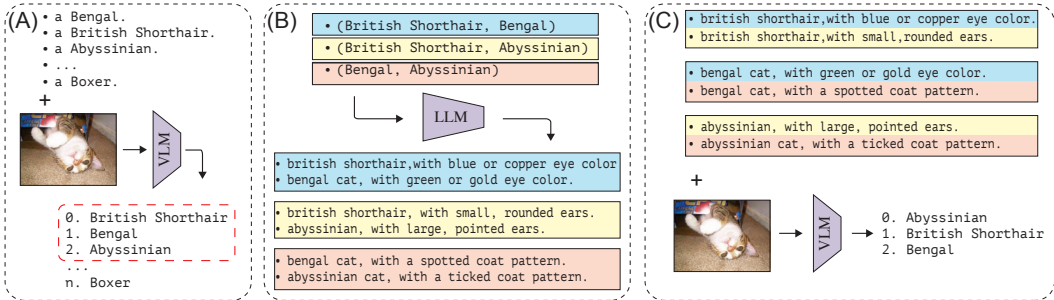 (A)
• a Bengal.
• a British Shorthair.
• a Abyssinian.
• ...
• a Boxer.
+
VLM
0. British Shorthair
1. Bengal
2. Abyssinian
...
n. Boxer
(B)
• (British Shorthair, Bengal)
• (British Shorthair, Abyssinian)
• (Bengal, Abyssinian)
LLM
• british shorthair,with blue or copper eye color
• bengal cat, with green or gold eye color.
• british shorthair, with small, rounded ears.
• abyssinian, with large, pointed ears.
• bengal cat, with a spotted coat pattern.
• abyssinian cat, with a ticked coat pattern.
(C)
• british shorthair,with blue or copper eye color.
• british shorthair,with small,rounded ears.
• bengal cat, with green or gold eye color.
• bengal cat, with a spotted coat pattern.
• abyssinian, with large, pointed ears.
• abyssinian cat, with a ticked coat pattern.
+
VLM
0. Abyssinian
1. British Shorthair
2. Bengal